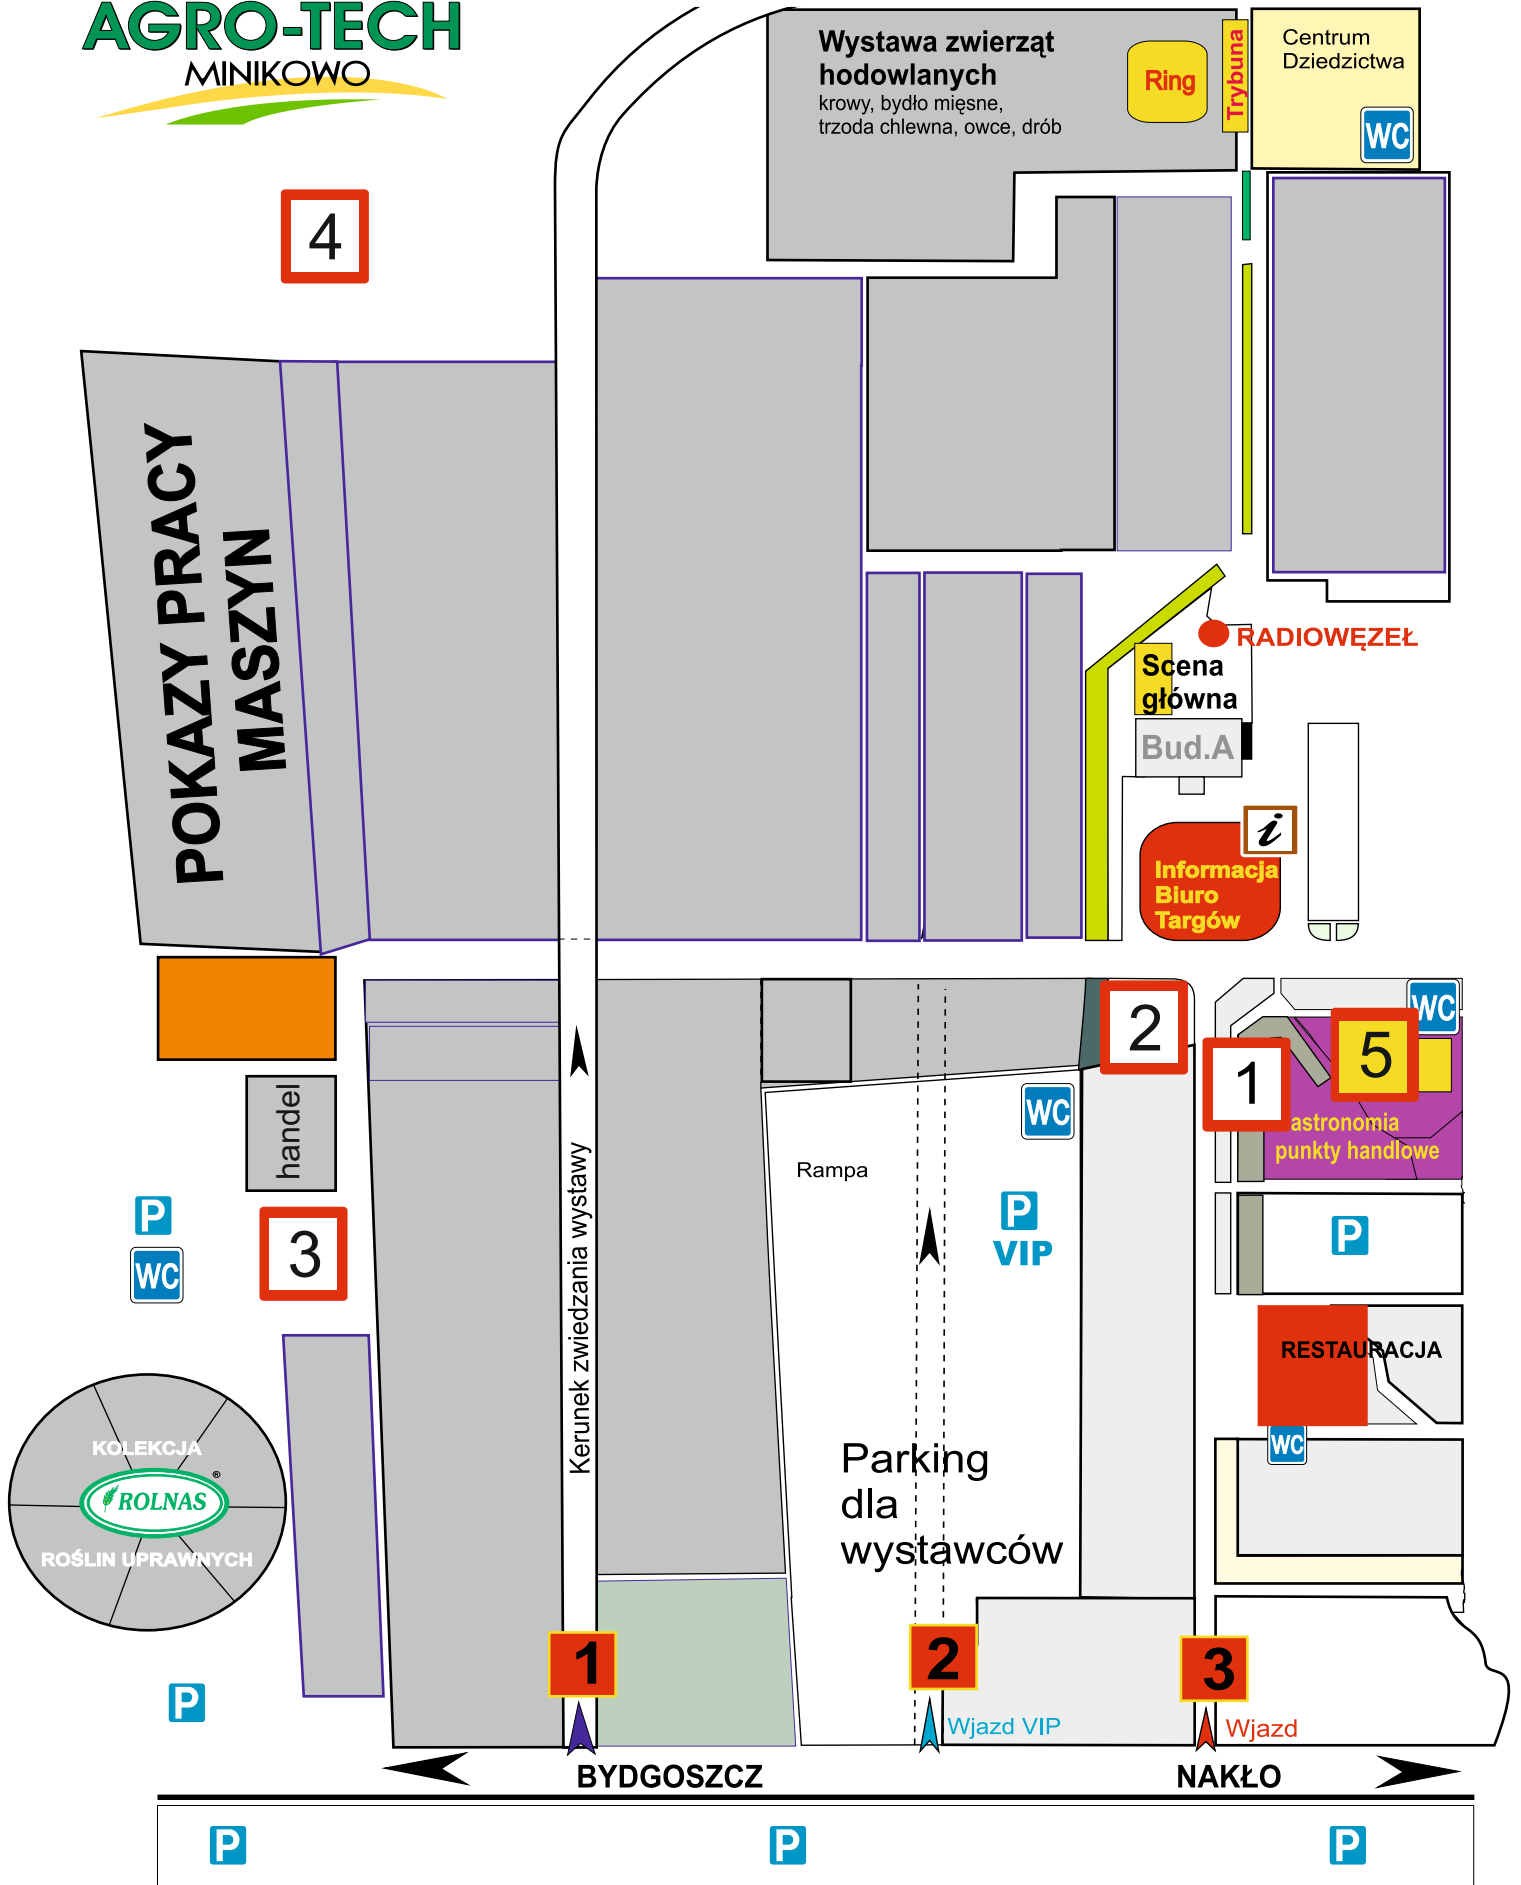 AGRO-TECH
MINIKOWO
Wystawa zwierząt
hodowlanych
krowy, bydło mięsne,
trzoda chlewna, owce, drób
Ring
Trybuna
Centrum
Dziedzictwa
WC
4
POKAZY PRACY
MASZYN
RADIOWĘZEŁ
Scena
główna
Bud.A
i
Informacja
Biuro
Targów
2
WC
1
5
astronomia
punkty handlowe
handel
WC
Rampa
Kerunek zwiedzania wystawy
P
WC
3
P
VIP
P
RESTAURACJA
WC
KOLEKCJA
ROLNAS ®
ROŚLIN UPRAWNYCH
Parking
dla
wystawców
P
1
2
3
Wjazd VIP
Wjazd
BYDGOSZCZ
NAKŁO
P
P
P